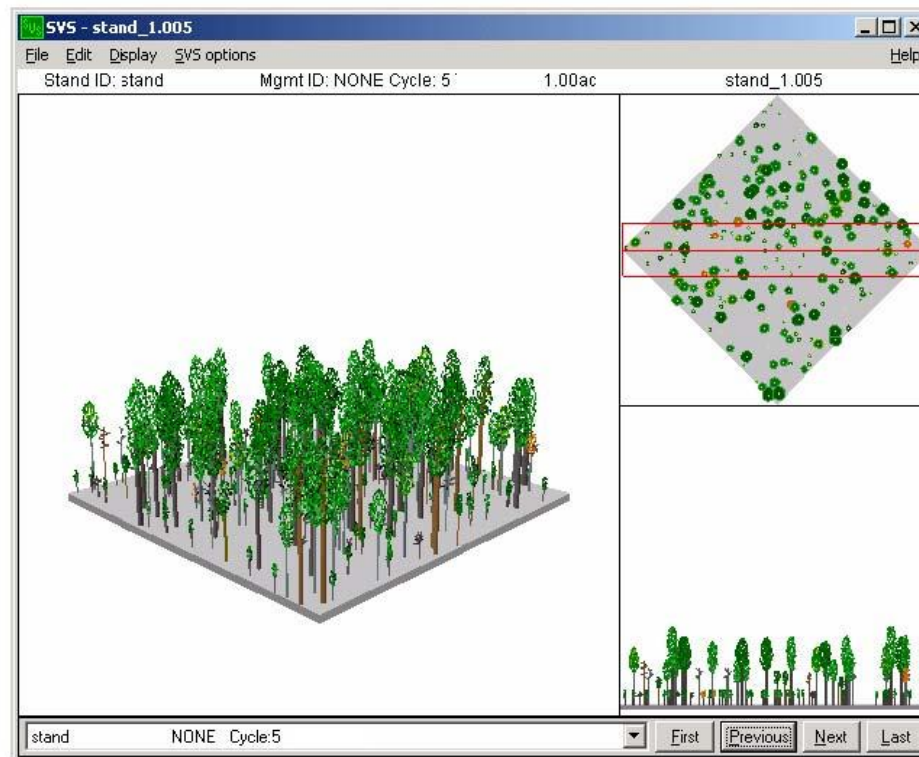 SVS - stand_1.005
File Edit Display SVS options Help
Stand ID: stand Mgmt ID: NONE Cycle: 5 1.00ac stand_1.005
stand NONE Cycle:5 First Previous Next Last